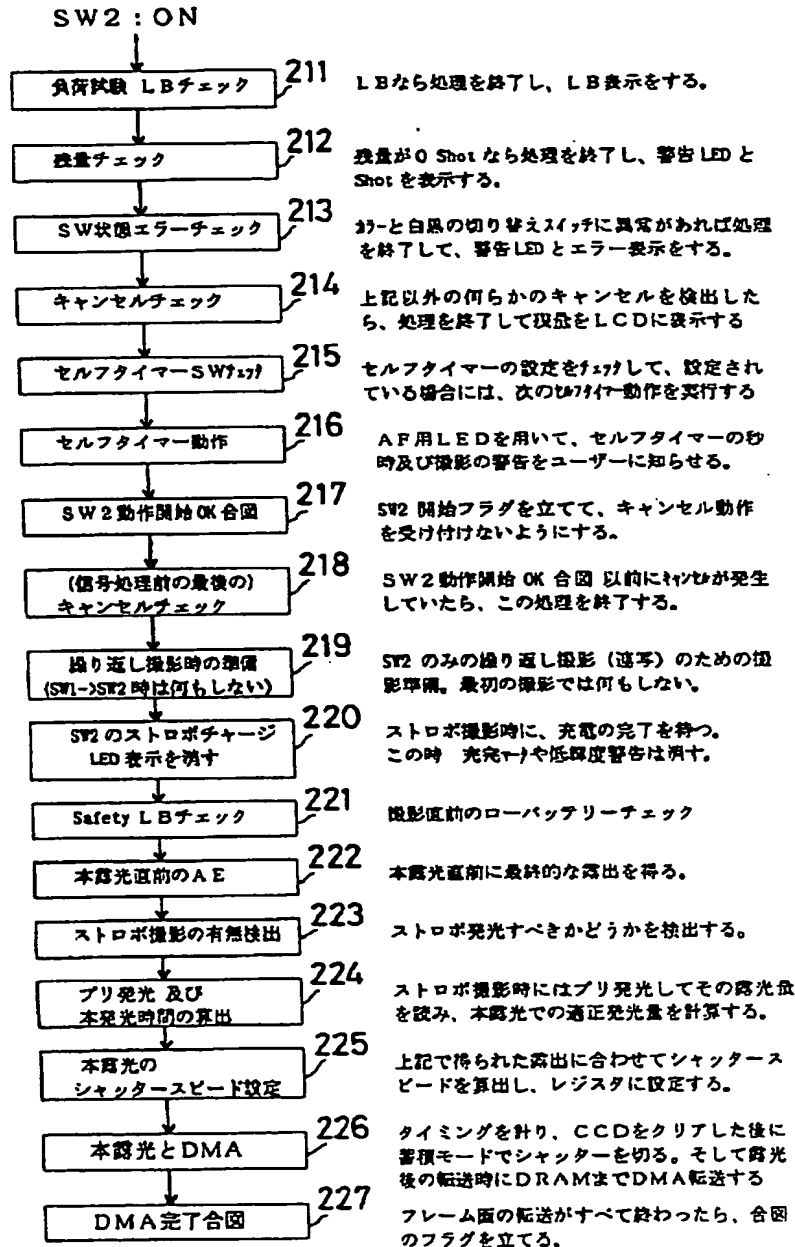 SW2:ON
負荷試験 LBチェック
211
LBなら処理を終了し、LB表示をする。
残量チェック
212
残量が0 Shot なら処理を終了し、警告LEDと
Shot を表示する。
SW状態エラーチェック
213
カラーと白黒の切り替えスイッチに異常があれば処理
を終了して、警告LEDとエラー表示をする。
キャンセルチェック
214
上記以外の何らかのキャンセルを検出した
ら、処理を終了して残量をLCDに表示する
セルフタイマーSWチェック
215
セルフタイマーの設定をチェックして、設定され
ている場合には、次のセルフタイマー動作を実行する
セルフタイマー動作
216
AF用LEDを用いて、セルフタイマーの秒
時及び撮影の警告をユーザーに知らせる。
SW2動作開始OK合図
217
SW2 開始フラグを立てて、キャンセル動作
を受け付けないようにする。
(信号処理前の最後の)
キャンセルチェック
218
SW2動作開始 OK 合図 以前にキャンセルが発生
していたら、この処理を終了する。
繰り返し撮影時の準備
(SW1->SW2 時は何もしない)
219
SW2 のみの繰り返し撮影(連写)のための撮
影準備。最初の撮影では何もしない。
SW2のストロボチャージ
LED 表示を消す
220
ストロボ撮影時に、充電の完了を待つ。
この時 充完マークや低輝度警告は消す。
Safety LBチェック
221
撮影直前のローバッテリーチェック
本露光直前のAE
222
本露光直前に最終的な露出を得る。
ストロボ撮影の有無検出
223
ストロボ発光すべきかどうかを検出する。
プリ発光 及び
本発光時間の算出
224
ストロボ撮影時にはプリ発光してその露光量
を読み、本露光での適正発光量を計算する。
本露光の
シャッタースピード設定
225
上記で得られた露出に合わせてシャッタース
ピードを算出し、レジスタに設定する。
本露光とDMA
226
タイミングを計り、CCDをクリアした後に
蓄積モードでシャッターを切る。そして露光
後の転送時にDRAMまでDMA転送する
DMA完了合図
227
フレーム面の転送がすべて終わったら、合図
のフラグを立てる。